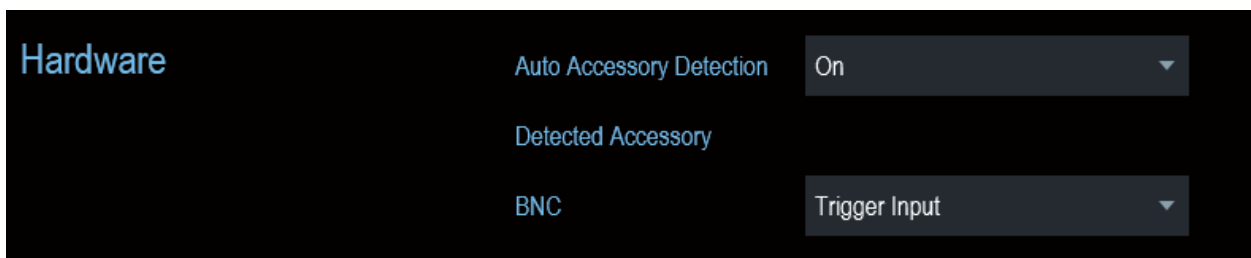 Hardware
Auto Accessory Detection On
Detected Accessory
BNC Trigger Input